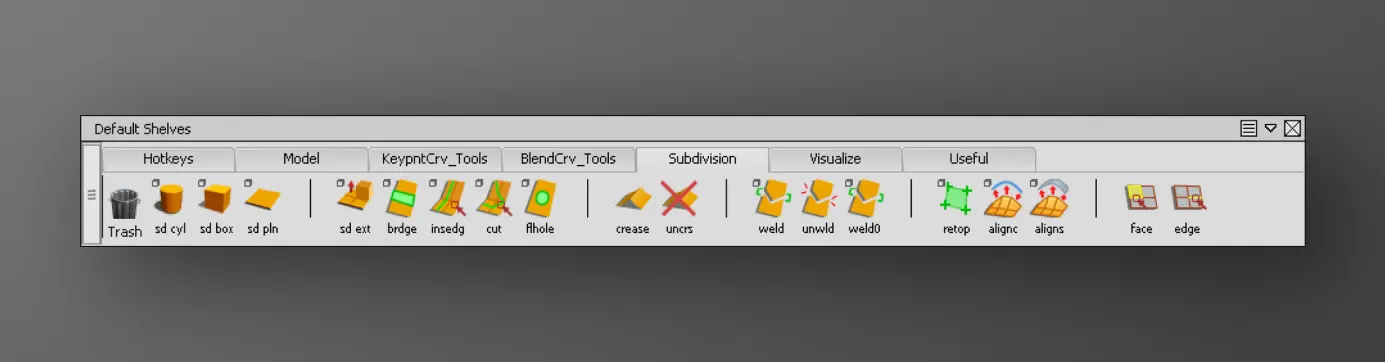 Default Shelves
Hotkeys Model KeypntCrv_Tools BlendCrv_Tools Subdivision Visualize Useful
Trash sd cyl sd box sd pln sd ext brdge insedg cut flhole crease uncrs weld unwld weld0 retop alignc aligns face edge